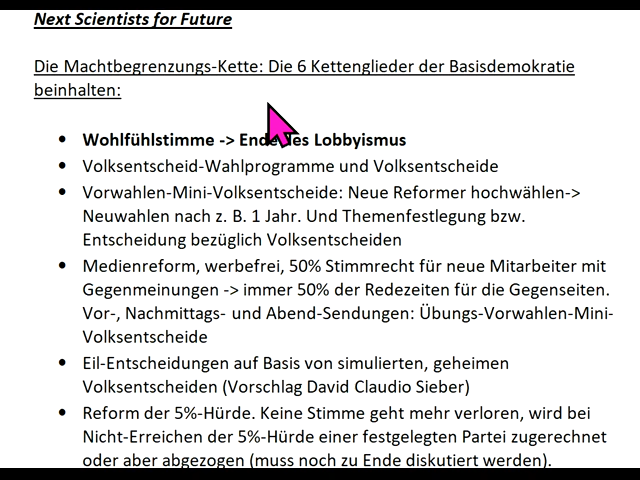 Next Scientists for Future
Die Machtbegrenzungs-Kette: Die 6 Kettenglieder der Basisdemokratie
beinhalten:
• Wohlfühlstimme -> Ende des Lobbyismus
• Volksentscheid-Wahlprogramme und Volksentscheide
• Vorwahlen-Mini-Volksentscheide: Neue Reformer hochwählen->
Neuwahlen nach z. B. 1 Jahr. Und Themenfestlegung bzw.
Entscheidung bezüglich Volksentscheiden
• Medienreform, werbefrei, 50% Stimmrecht für neue Mitarbeiter mit
Gegenmeinungen -> immer 50% der Redezeiten für die Gegenseiten.
Vor-, Nachmittags- und Abend-Sendungen: Übungs-Vorwahlen-Mini-
Volksentscheide
• Eil-Entscheidungen auf Basis von simulierten, geheimen
Volksentscheiden (Vorschlag David Claudio Sieber)
• Reform der 5%-Hürde. Keine Stimme geht mehr verloren, wird bei
Nicht-Erreichen der 5%-Hürde einer festgelegten Partei zugerechnet
oder aber abgezogen (muss noch zu Ende diskutiert werden).